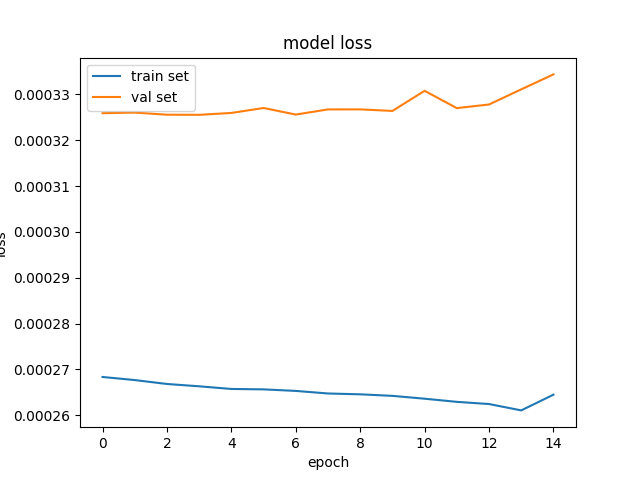 model loss
train set
val set
0.00033
0.00032
0.00031
0.00030
0.00029
0.00028
0.00027
0.00026
loss
0 2 4 6 8 10 12 14
epoch